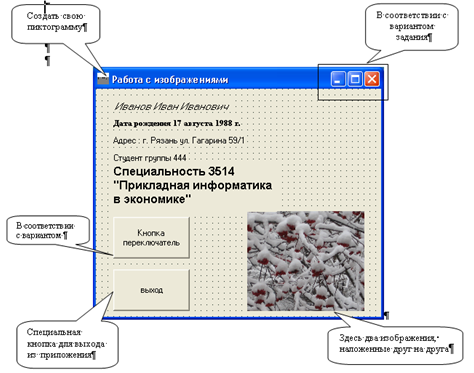 Создать свою
пиктограмму¶
В соответствии с
вариантом
задания¶
¶
¶
Работа с изображениями
Иванов Иван Иванович
Дата рождения 17 августа 1988 г.
Адрес : г. Рязань ул. Гагарина 59/1
Студент группы 444
Специальность 3514
"Прикладная информатика
в экономике"
В соответствии
с вариантом ¶
Кнопка
переключатель
выход
¶
Специальная
кнопка для выхода
из приложения¶
Здесь два изображения,
наложенные друг на друга¶